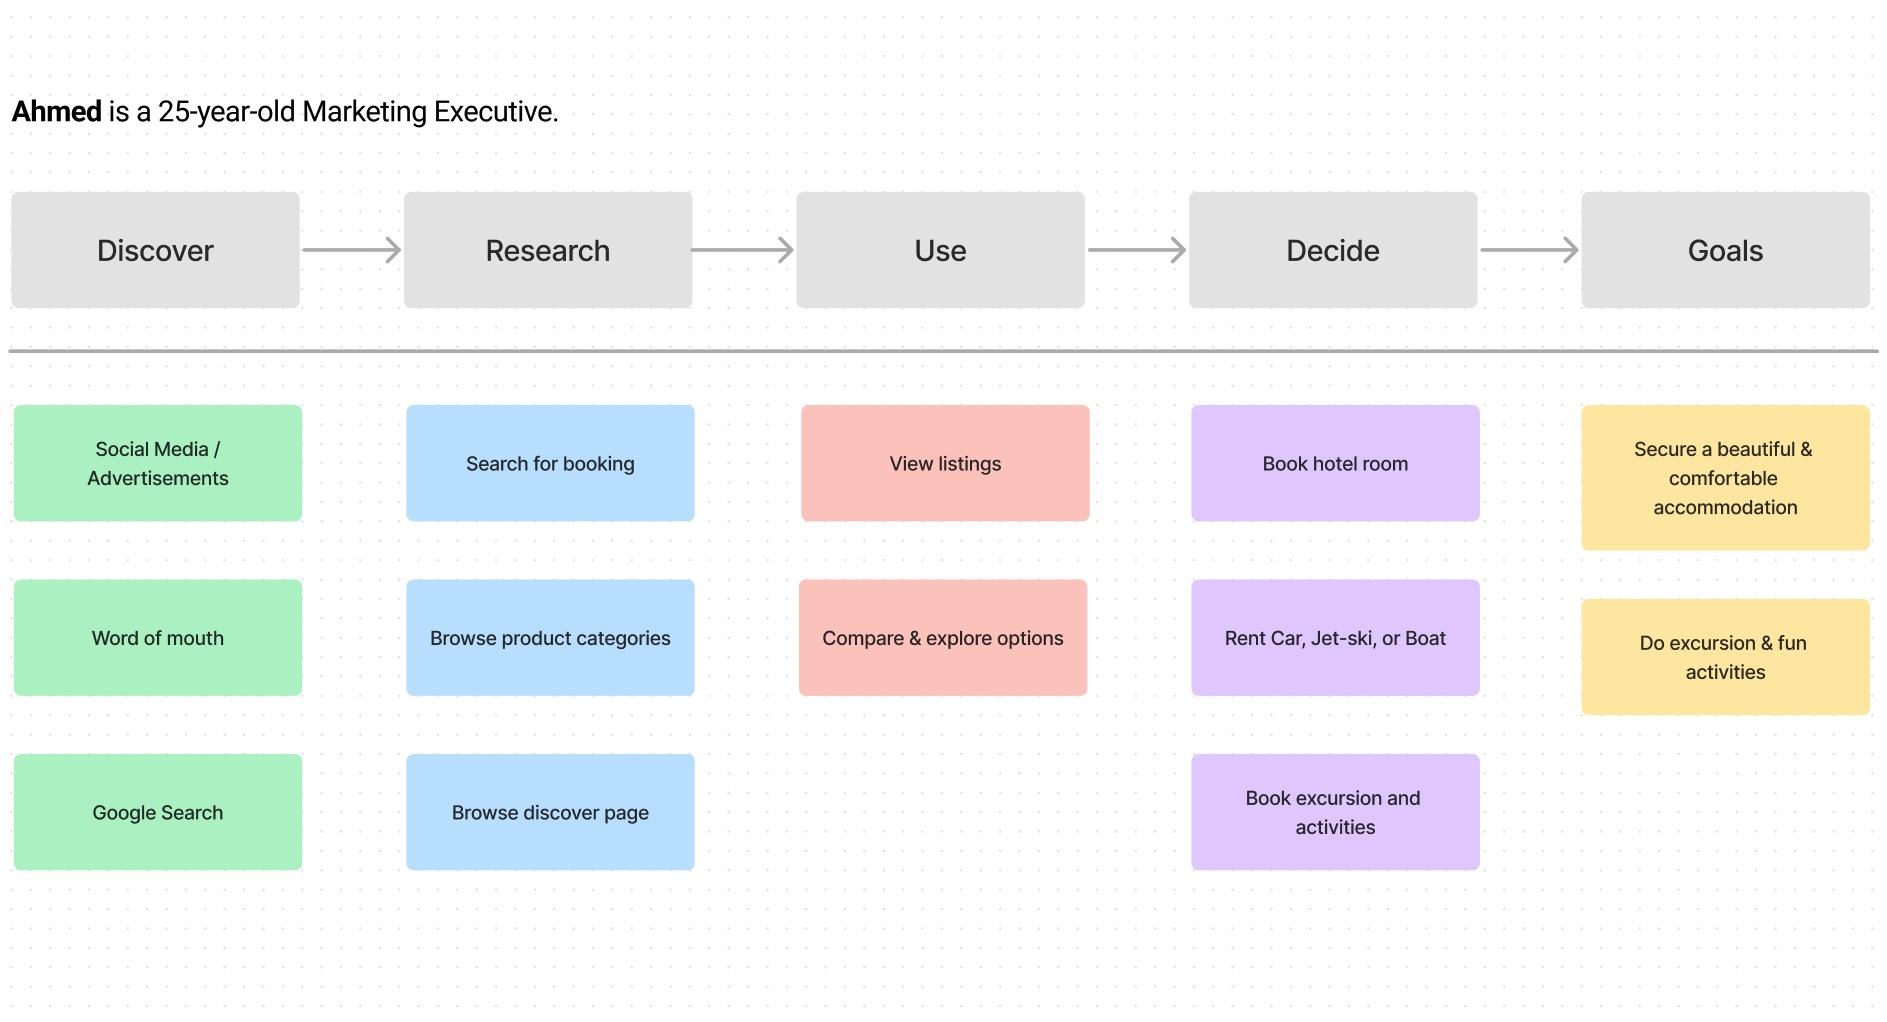 Ahmed is a 25-year-old Marketing Executive.
Discover
Research
Use
Decide
Goals
Social Media /
Advertisements
Word of mouth
Google Search
Search for booking
Browse product categories
Browse discover page
View listings
Compare & explore options
Book hotel room
Rent Car, Jet-ski, or Boat
Book excursion and
activities
Secure a beautiful &
comfortable
accommodation
Do excursion & fun
activities